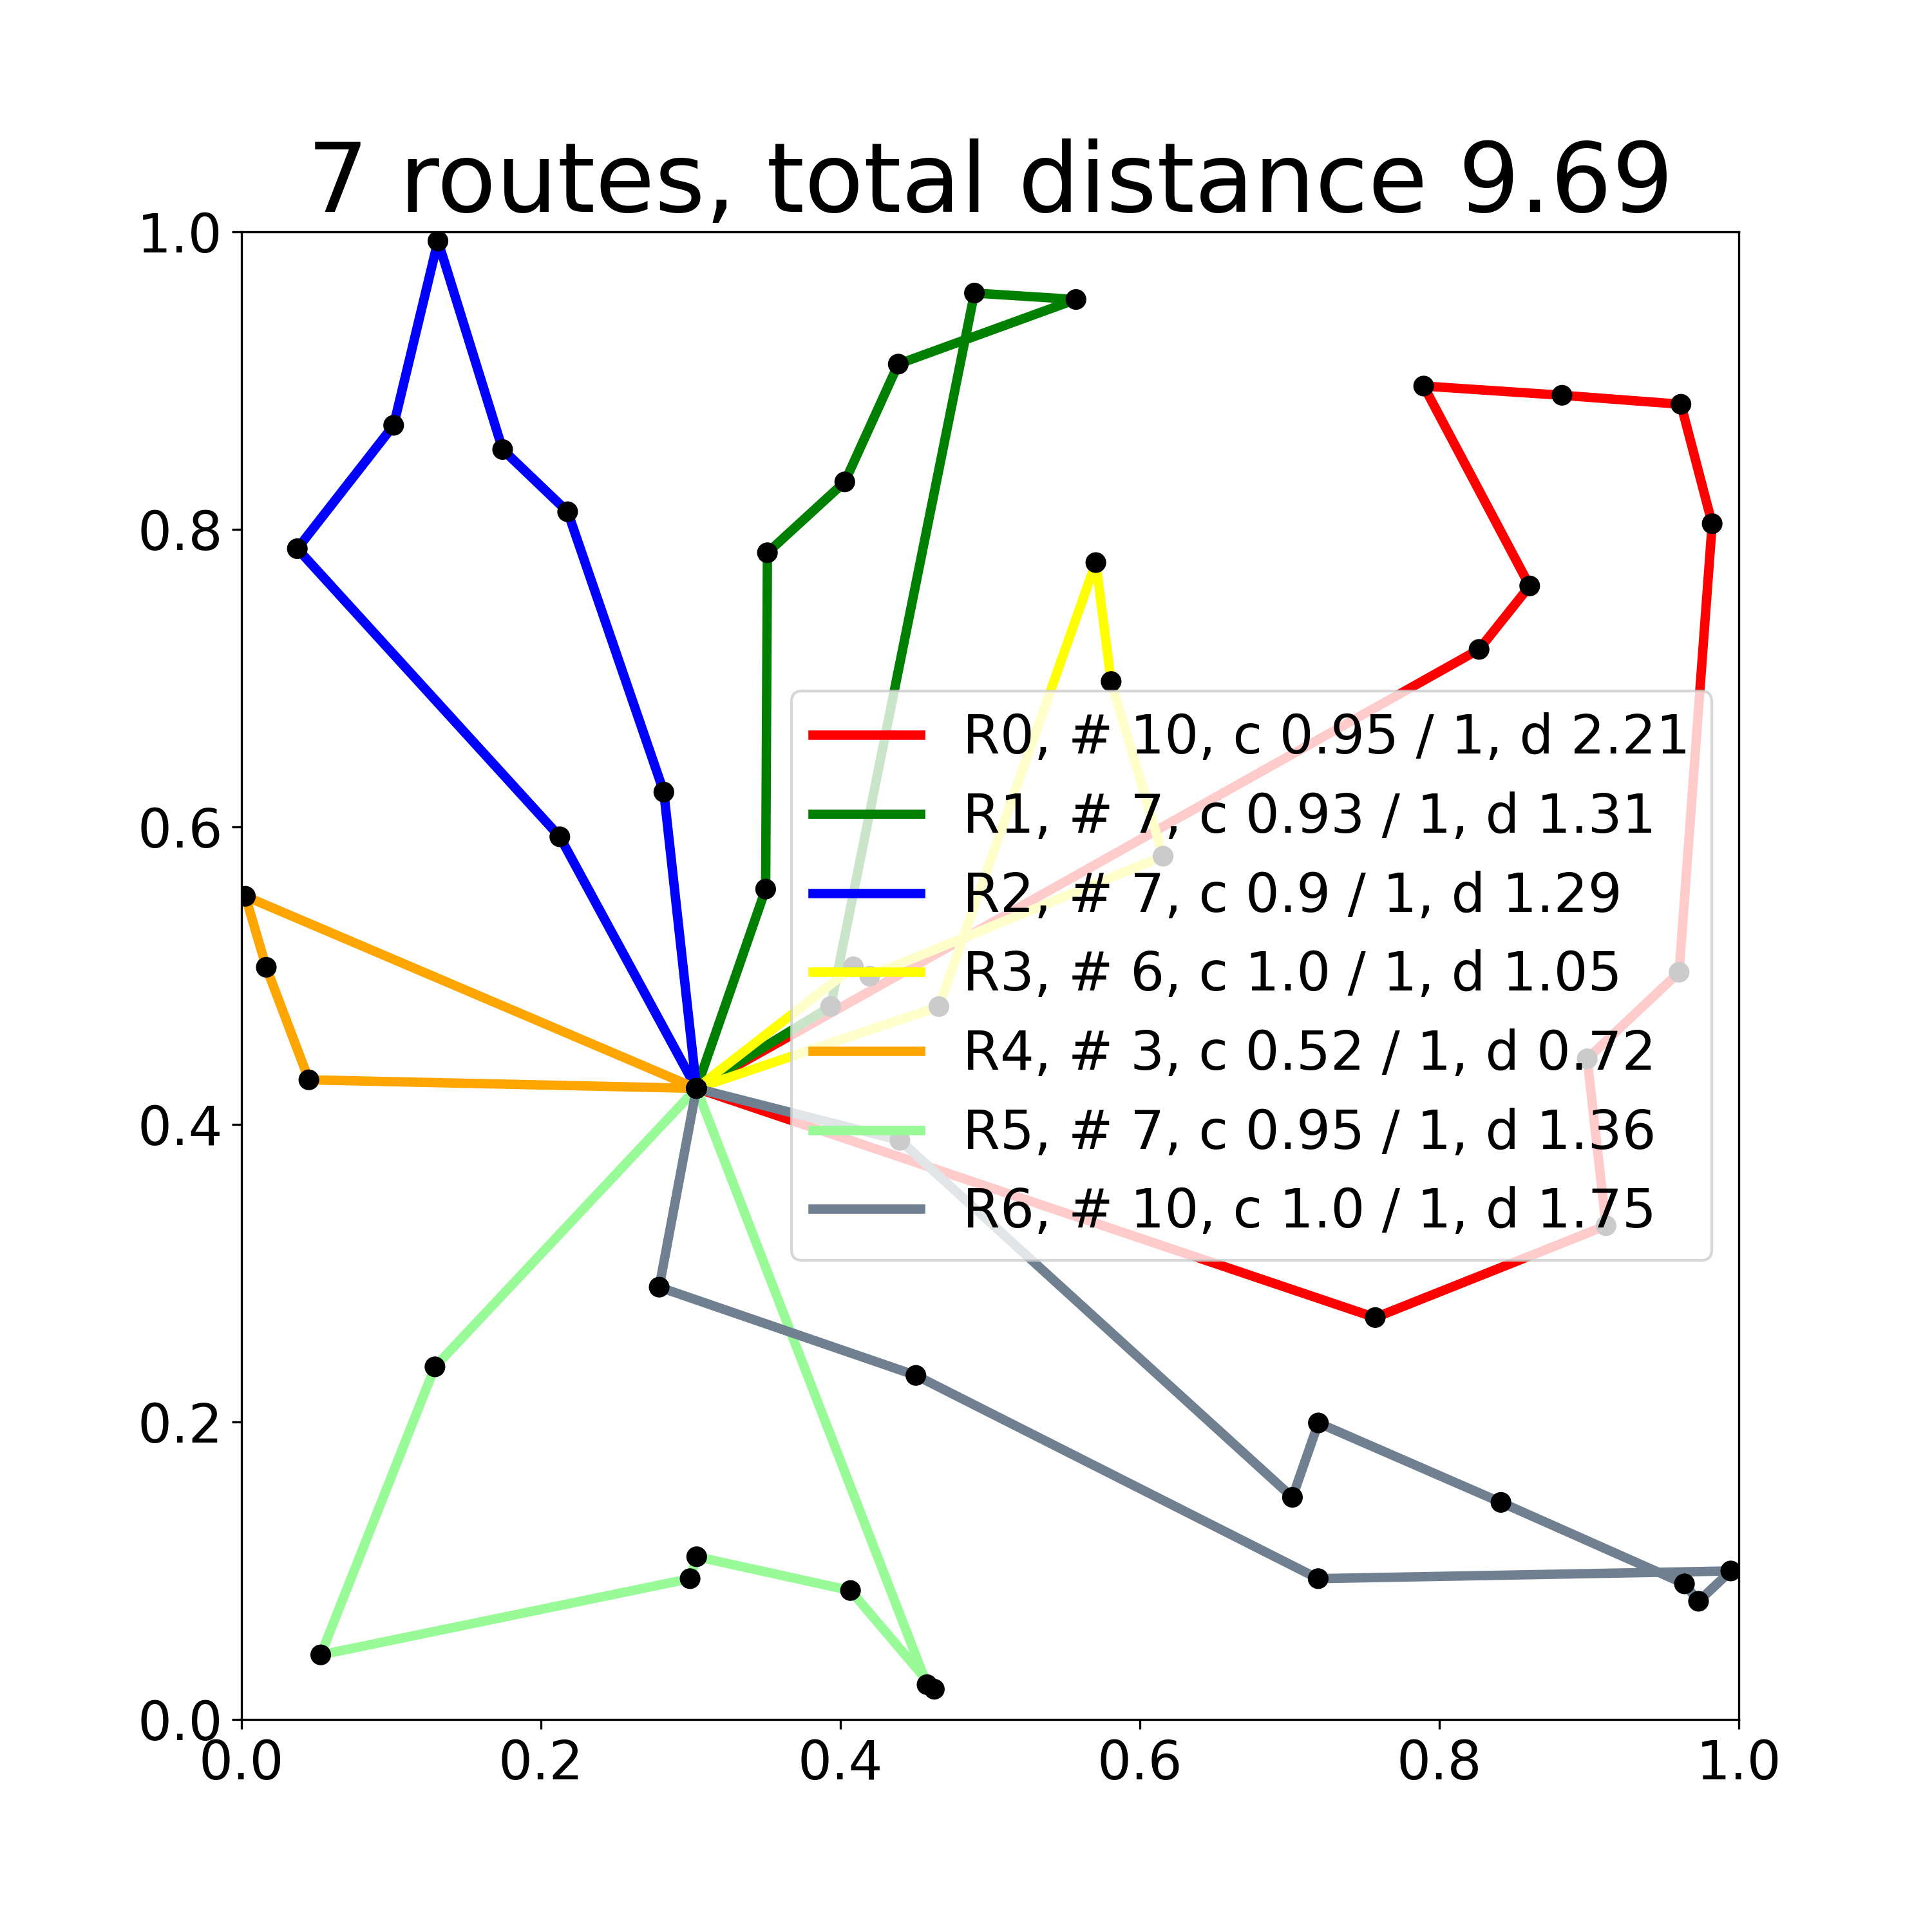 7 routes, total distance 9.69
1.0
0.8
0.6
0.4
0.2
0.0
R0, # 10, c 0.95 / 1, d 2.21
R1, # 7, c 0.93 / 1, d 1.31
R2, # 7, c 0.9 / 1, d 1.29
R3, # 6, c 1.0 / 1, d 1.05
R4, # 3, c 0.52 / 1, d 0.72
R5, # 7, c 0.95 / 1, d 1.36
R6, # 10, c 1.0 / 1, d 1.75
0.0 0.2 0.4 0.6 0.8 1.0